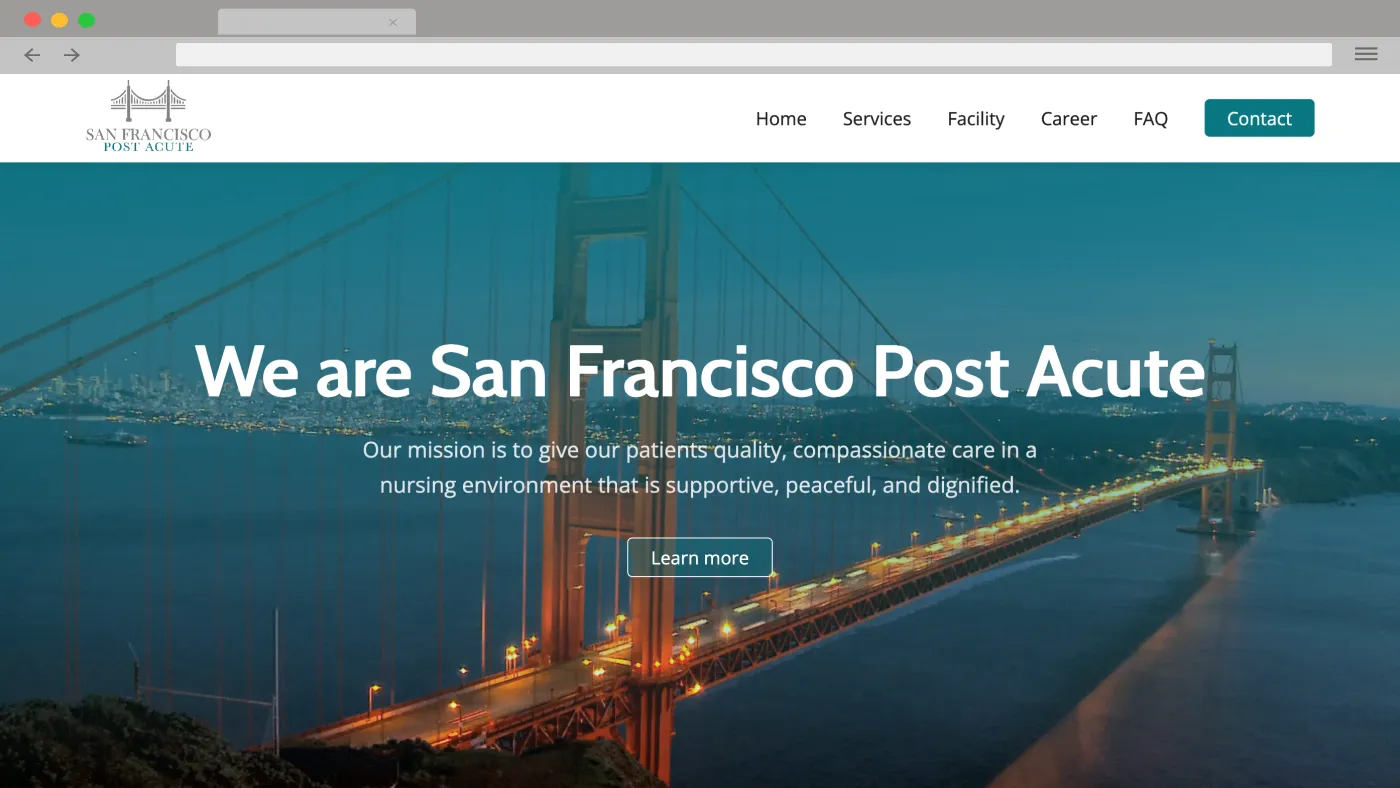 SAN FRANCISCO
POST ACUTE
Home Services Facility Career FAQ Contact
We are San Francisco Post Acute
Our mission is to give our patients quality, compassionate care in a
nursing environment that is supportive, peaceful, and dignified.
Learn more